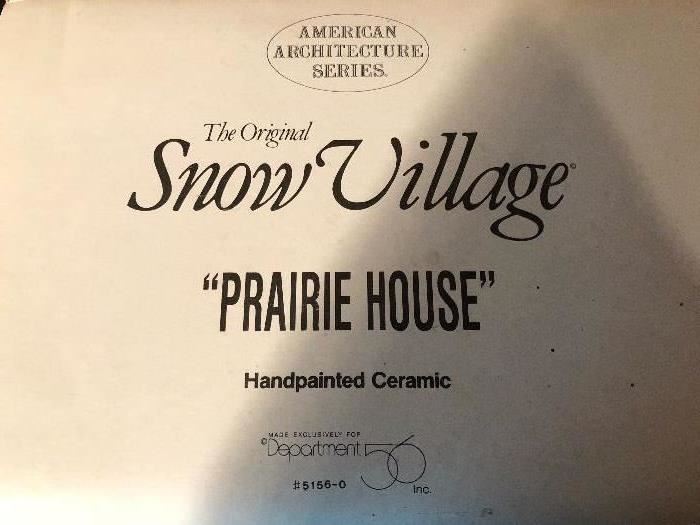 AMERICAN
ARCHITECTURE
SERIES.
The Original
Snow Village
"PRAIRIE HOUSE"
Handpainted Ceramic
MADE EXCLUSIVELY FOR
©Department 56
#5156-0 Inc.